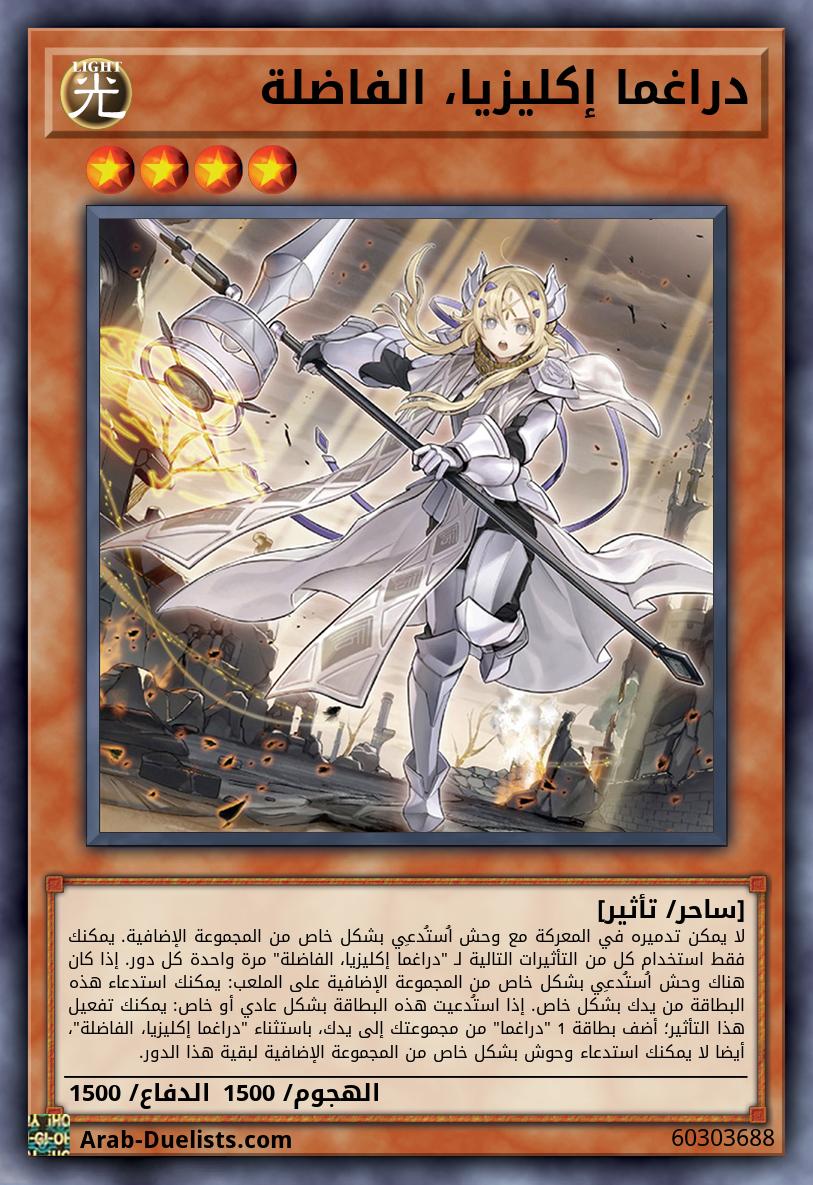 LIGHT
光
دراغما إكليزيا، الفاضلة
[ساحر/ تأثير]
لا يمكن تدميره في المعركة مع وحش اُستُدعِي بشكل خاص من المجموعة الإضافية. يمكنك
فقط استخدام كل من التأثيرات التالية لـ "دراغما إكليزيا، الفاضلة" مرة واحدة كل دور. إذا كان
هناك وحش اُستُدعِي بشكل خاص من المجموعة الإضافية على الملعب: يمكنك استدعاء هذه
البطاقة من يدك بشكل خاص. إذا استُدعيت هذه البطاقة بشكل عادي أو خاص: يمكنك تفعيل
هذا التأثير؛ أضف بطاقة 1 "دراغما" من مجموعتك إلى يدك، باستثناء "دراغما إكليزيا، الفاضلة"،
أيضا لا يمكنك استدعاء وحوش بشكل خاص من المجموعة الإضافية لبقية هذا الدور.
الهجوم/ 1500 الدفاع/ 1500
Arab-Duelists.com
60303688